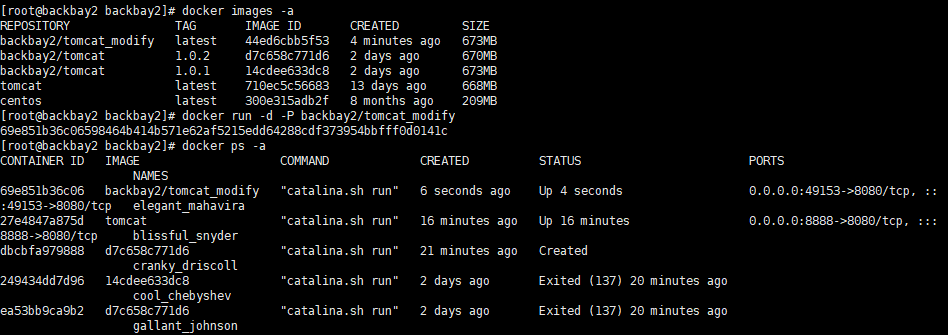 [root@backbay2 backbay2]# docker images -a
REPOSITORY TAG IMAGE ID CREATED SIZE
backbay2/tomcat_modify latest 44ed6cbb5f53 4 minutes ago 673MB
backbay2/tomcat 1.0.2 d7c658c771d6 2 days ago 670MB
backbay2/tomcat 1.0.1 14cdee633dc8 2 days ago 673MB
tomcat latest 710ec5c56683 13 days ago 668MB
centos latest 300e315adb2f 8 months ago 209MB
[root@backbay2 backbay2]# docker run -d -P backbay2/tomcat_modify
69e851b36c06598464b414b571e62af5215edd64288cdf373954bbfff0d0141c
[root@backbay2 backbay2]# docker ps -a
CONTAINER ID IMAGE COMMAND CREATED STATUS PORTS
NAMES
69e851b36c06 backbay2/tomcat_modify "catalina.sh run" 6 seconds ago Up 4 seconds 0.0.0.0:49153->8080/tcp, ::
:49153->8080/tcp elegant_mahavira
27e4847a875d tomcat "catalina.sh run" 16 minutes ago Up 16 minutes 0.0.0.0:8888->8080/tcp, :::
8888->8080/tcp blissful_snyder
dbcbfa979888 d7c658c771d6 "catalina.sh run" 21 minutes ago Created
cranky_driscoll
249434dd7d96 14cdee633dc8 "catalina.sh run" 2 days ago Exited (137) 20 minutes ago
cool_chebyshev
ea53bb9ca9b2 d7c658c771d6 "catalina.sh run" 2 days ago Exited (137) 20 minutes ago
gallant_johnson